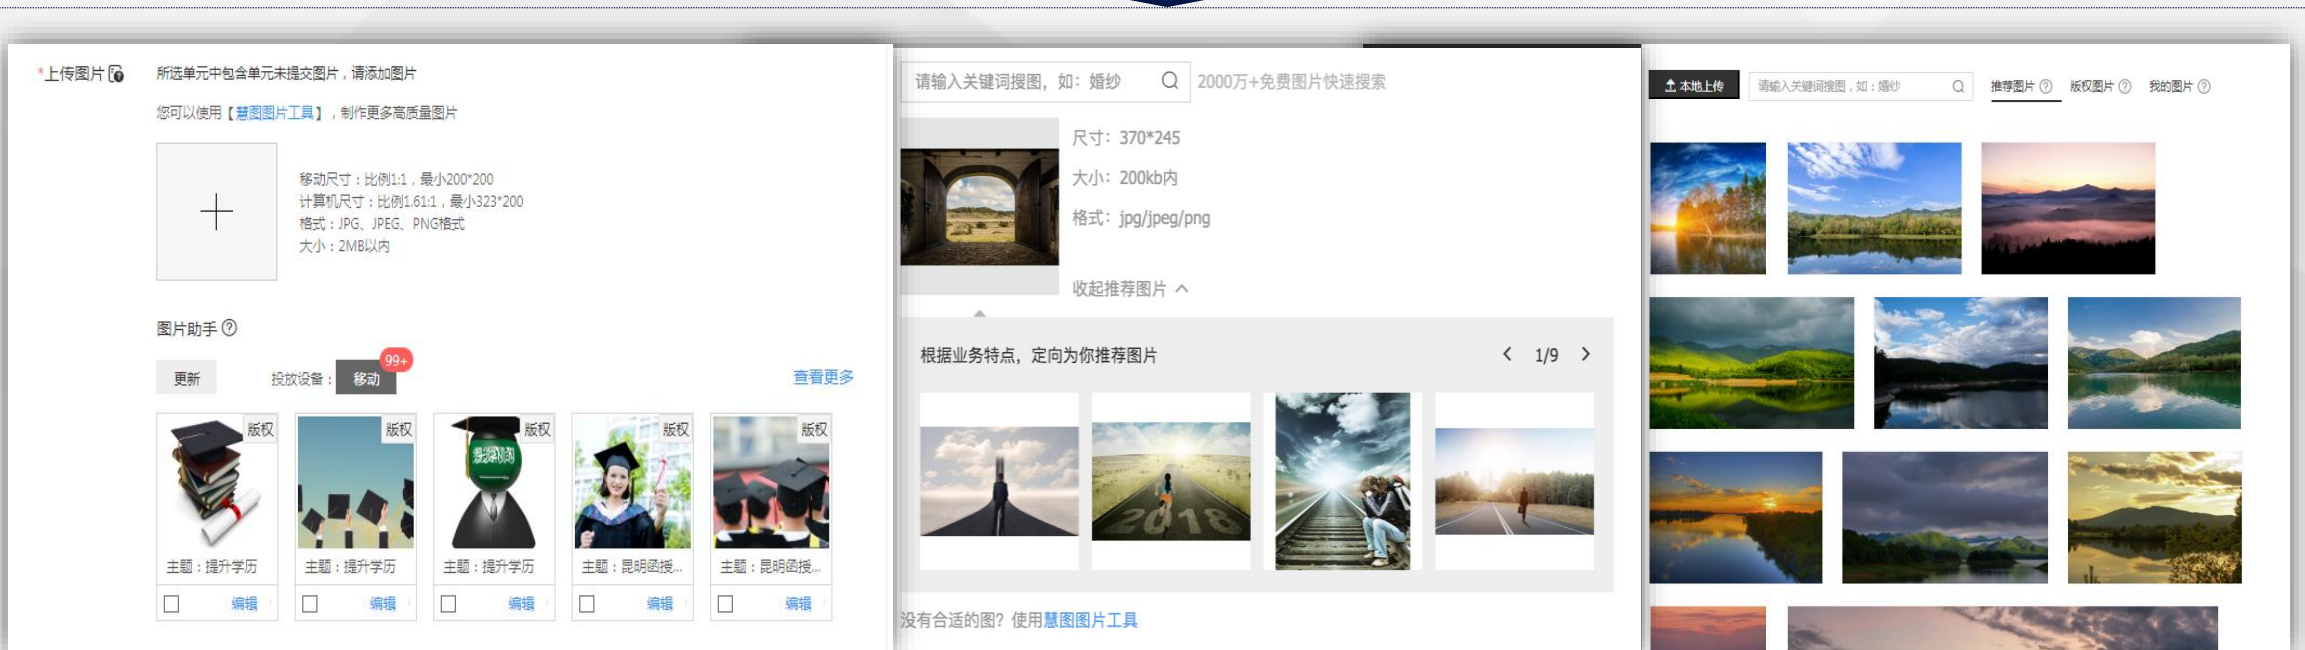 *上传图片
所选单元中包含单元未提交图片，请添加图片
您可以使用【慧图图片工具】，制作更多高质量图片
移动尺寸：比例1:1，最小200*200
计算机尺寸：比例1.61:1，最小323*200
格式：JPG、JPEG、PNG格式
大小：2MB以内
图片助手
更新
投放设备：
移动
99+
查看更多
版权
版权
版权
版权
版权
主题：提升学历
主题：提升学历
主题：提升学历
主题：昆明函授...
主题：昆明函授...
编辑
编辑
编辑
编辑
编辑
请输入关键词搜图，如：婚纱
2000万+免费图片快速搜索
尺寸：370*245
大小：200kb内
格式：jpg/jpeg/png
收起推荐图片
根据业务特点，定向为你推荐图片
1/9
2018
没有合适的图？使用慧图图片工具
本地上传
请输入关键词搜图，如：婚纱
推荐图片
版权图片
我的图片